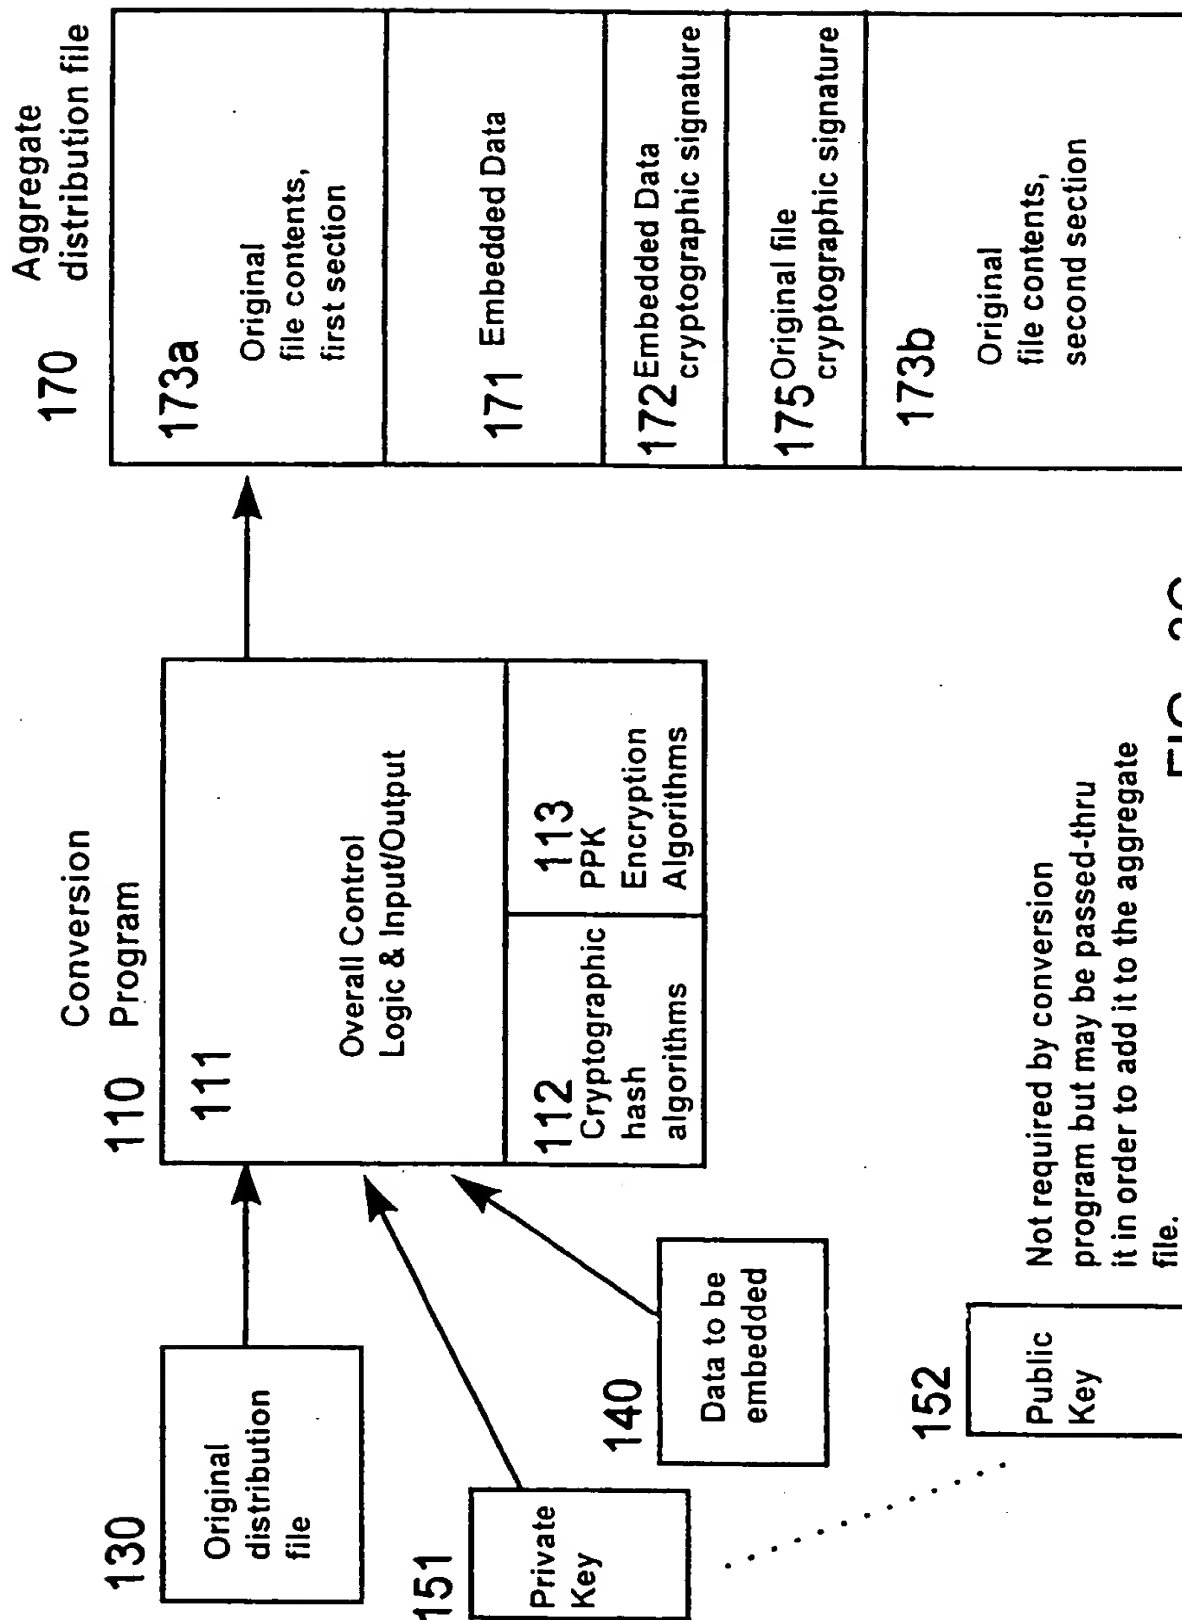 130
Original
distribution
file
151
Private
Key
140
Data to be
embedded
152
Public
Key
Not required by conversion
program but may be passed-thru
it in order to add it to the aggregate
file.
Conversion
110 Program
111
Overall Control
Logic & Input/Output
112
Cryptographic
hash
algorithms
113
PPK
Encryption
Algorithms
Aggregate
170 distribution file
173a
Original
file contents,
first section
171 Embedded Data
172 Embedded Data
cryptographic signature
175 Original file
cryptographic signature
173b
Original
file contents,
second section
FIG.